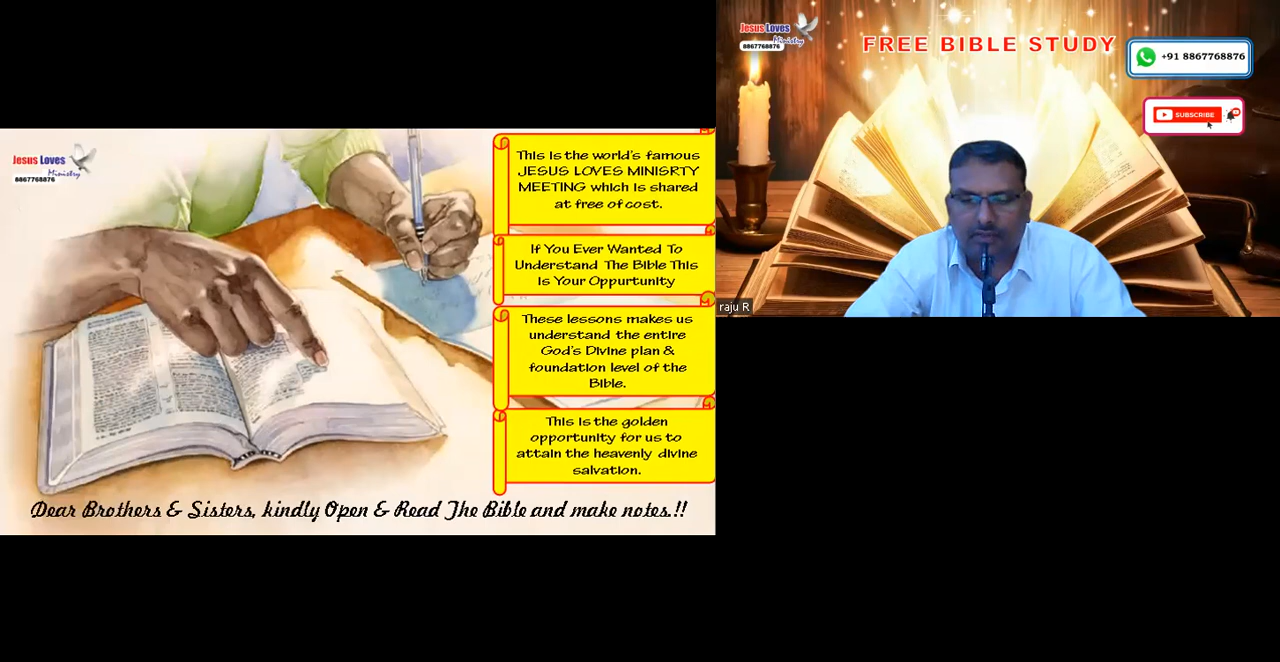 Jesus Loves
Ministry
8867768876
This is the world's famous
JESUS LOVES MINISRTY
MEETING which is shared
at free of cost.
If You Ever Wanted To
Understand The Bible This
Is Your Oppurtunity
These lessons makes us
understand the entire
God's Divine plan &
foundation level of the
Bible.
This is the golden
opportunity for us to
attain the heavenly divine
salvation.
Dear Brothers & Sisters, kindly Open & Read The Bible and make notes.!!
Jesus Loves
Ministry
8867768876
FREE BIBLE STUDY
+91 8867768876
SUBSCRIBE
raju R